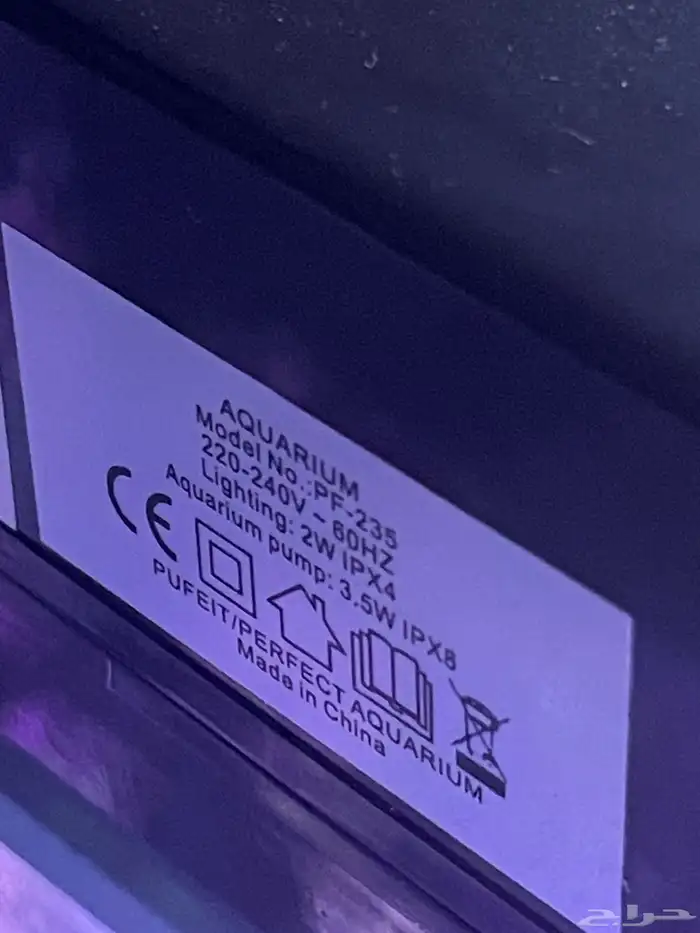 AQUARIUM
Model No.:PF-235
220-240V ~ 60HZ
Lighting: 2W IPX4
Aquarium pump: 3.5W IPX8
CE
PUFEIT/PERFECT AQUARIUM
Made in China
حراج